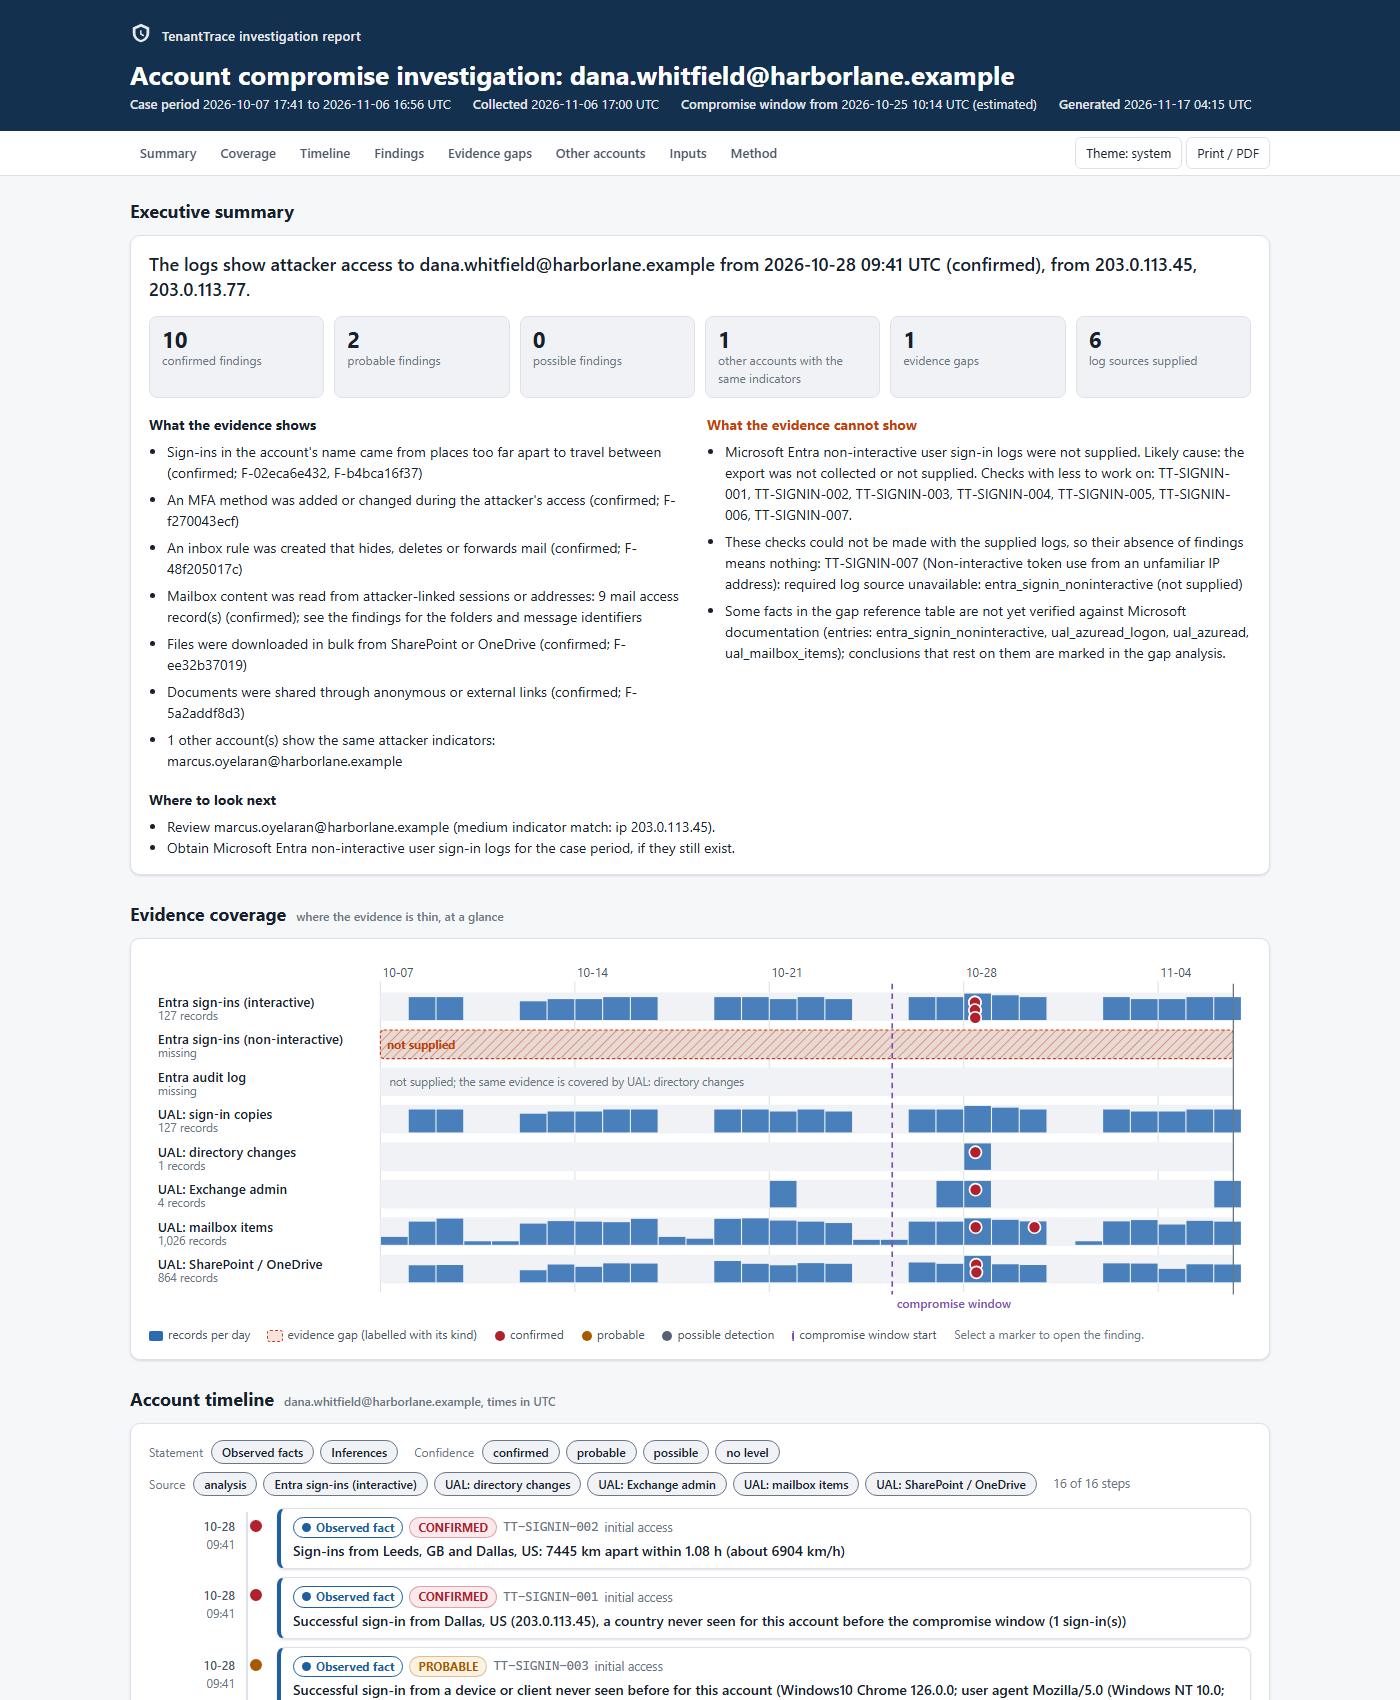 TenantTrace investigation report
Account compromise investigation: dana.whitfield@harborlane.example
Case period 2026-10-07 17:41 to 2026-11-06 16:56 UTC Collected 2026-11-06 17:00 UTC Compromise window from 2026-10-25 10:14 UTC (estimated) Generated 2026-11-17 04:15 UTC
Summary Coverage Timeline Findings Evidence gaps Other accounts Inputs Method Theme: system Print / PDF
Executive summary
The logs show attacker access to dana.whitfield@harborlane.example from 2026-10-28 09:41 UTC (confirmed), from 203.0.113.45,
203.0.113.77.
10
confirmed findings
2
probable findings
0
possible findings
1
other accounts with the
same indicators
1
evidence gaps
6
log sources supplied
What the evidence shows
Sign-ins in the account's name came from places too far apart to travel between
(confirmed; F-02eca6e432, F-b4bca16f37)
An MFA method was added or changed during the attacker's access (confirmed; F-
f270043ecf)
An inbox rule was created that hides, deletes or forwards mail (confirmed; F-
48f205017c)
Mailbox content was read from attacker-linked sessions or addresses: 9 mail access
record(s) (confirmed); see the findings for the folders and message identifiers
Files were downloaded in bulk from SharePoint or OneDrive (confirmed; F-
ee32b37019)
Documents were shared through anonymous or external links (confirmed; F-
5a2addf8d3)
1 other account(s) show the same attacker indicators:
marcus.oyelaran@harborlane.example
What the evidence cannot show
Microsoft Entra non-interactive user sign-in logs were not supplied. Likely cause: the
export was not collected or not supplied. Checks with less to work on: TT-SIGNIN-
001, TT-SIGNIN-002, TT-SIGNIN-003, TT-SIGNIN-004, TT-SIGNIN-005, TT-SIGNIN-
006, TT-SIGNIN-007.
These checks could not be made with the supplied logs, so their absence of findings
means nothing: TT-SIGNIN-007 (Non-interactive token use from an unfamiliar IP
address): required log source unavailable: entra_signin_noninteractive (not supplied)
Some facts in the gap reference table are not yet verified against Microsoft
documentation (entries: entra_signin_noninteractive, ual_azuread_logon, ual_azuread,
ual_mailbox_items); conclusions that rest on them are marked in the gap analysis.
Where to look next
Review marcus.oyelaran@harborlane.example (medium indicator match: ip 203.0.113.45).
Obtain Microsoft Entra non-interactive user sign-in logs for the case period, if they still exist.
Evidence coverage where the evidence is thin, at a glance
10-07 10-14 10-21 10-28 11-04
Entra sign-ins (interactive)
127 records
Entra sign-ins (non-interactive)
missing
not supplied
Entra audit log
missing
not supplied; the same evidence is covered by UAL: directory changes
UAL: sign-in copies
127 records
UAL: directory changes
1 records
UAL: Exchange admin
4 records
UAL: mailbox items
1,026 records
UAL: SharePoint / OneDrive
864 records
compromise window
records per day evidence gap (labelled with its kind) confirmed probable possible detection compromise window start Select a marker to open the finding.
Account timeline dana.whitfield@harborlane.example, times in UTC
Statement Observed facts Inferences Confidence confirmed probable possible no level
Source analysis Entra sign-ins (interactive) UAL: directory changes UAL: Exchange admin UAL: mailbox items UAL: SharePoint / OneDrive 16 of 16 steps
10-28
09:41
Observed fact CONFIRMED TT-SIGNIN-002 initial access
Sign-ins from Leeds, GB and Dallas, US: 7445 km apart within 1.08 h (about 6904 km/h)
10-28
09:41
Observed fact CONFIRMED TT-SIGNIN-001 initial access
Successful sign-in from Dallas, US (203.0.113.45), a country never seen for this account before the compromise window (1 sign-in(s))
10-28
09:41
Observed fact PROBABLE TT-SIGNIN-003 initial access
Successful sign-in from a device or client never seen before for this account (Windows10 Chrome 126.0.0; user agent Mozilla/5.0 (Windows NT 10.0;